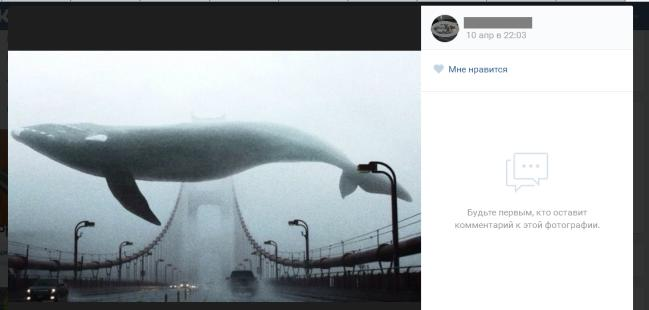 10 апр в 22:03
Мне нравится
Будьте первым, кто оставит
комментарий к этой фотографии.